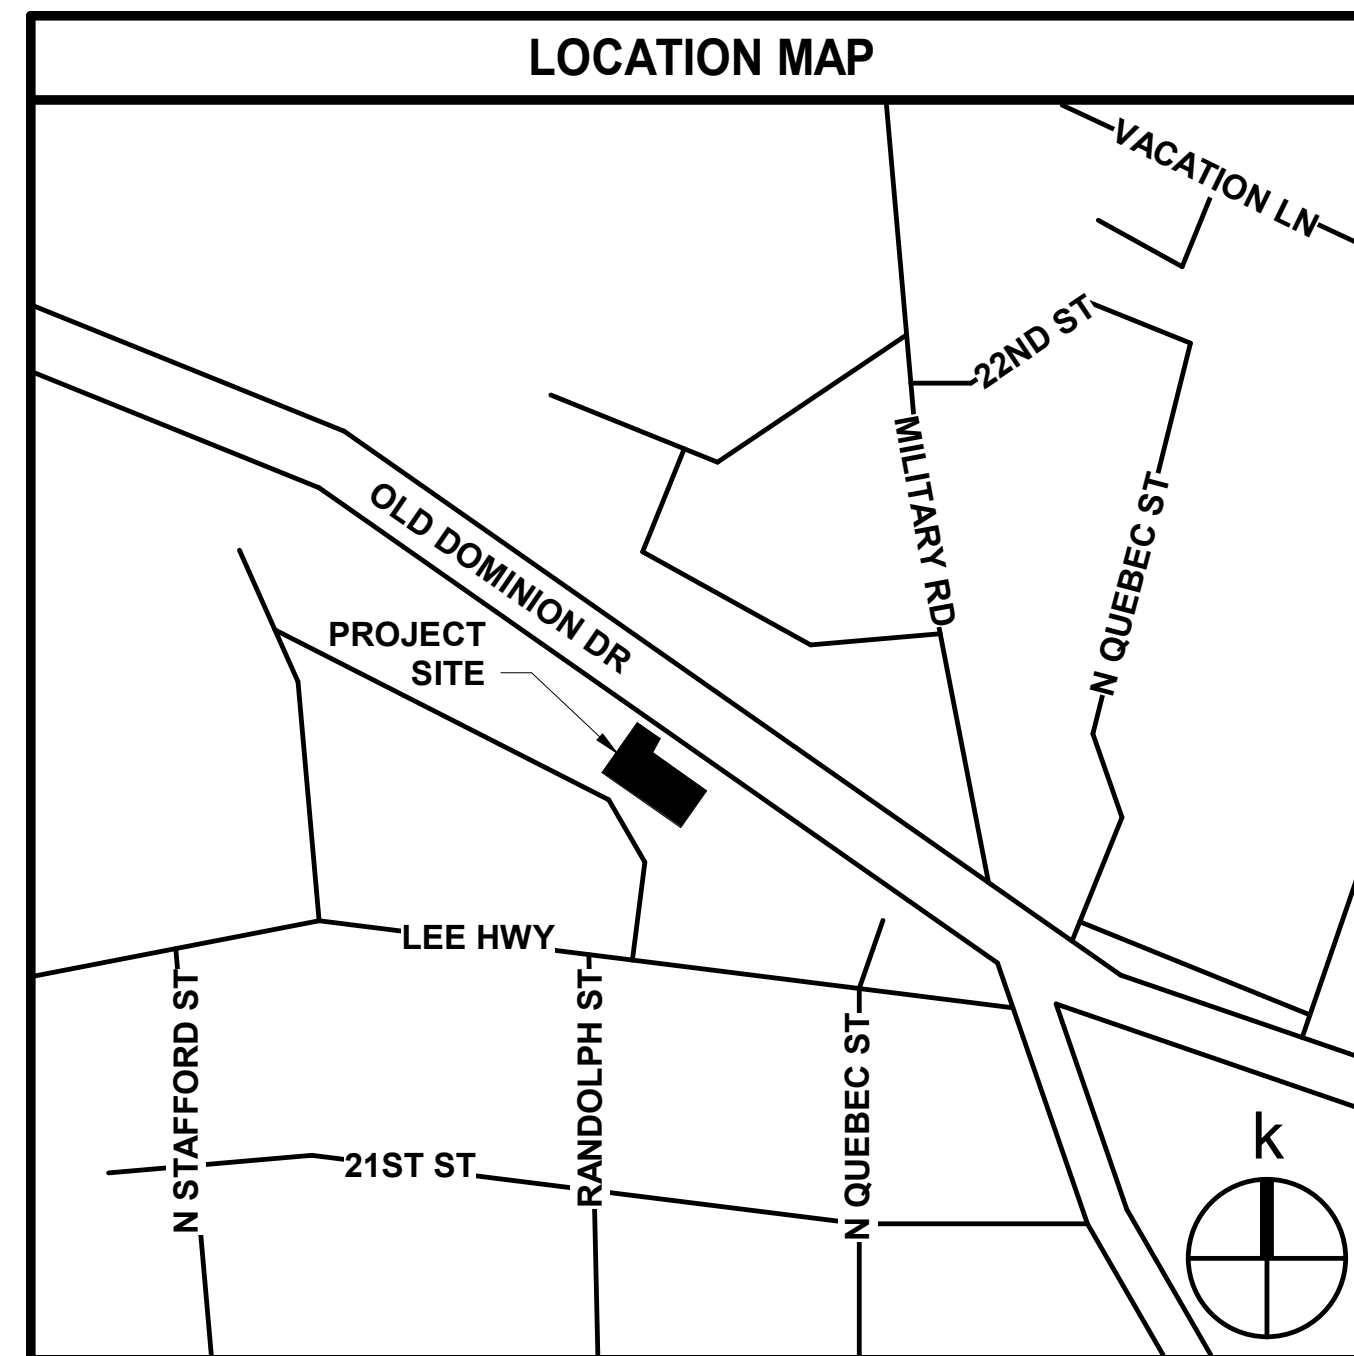 LOCATION MAP
VACATION LN
22ND ST
MILITARY RD
N QUEBEC ST
OLD DOMINION DR
PROJECT
SITE
LEE HWY
N STAFFORD ST
RANDOLPH ST
N QUEBEC ST
21ST ST
k